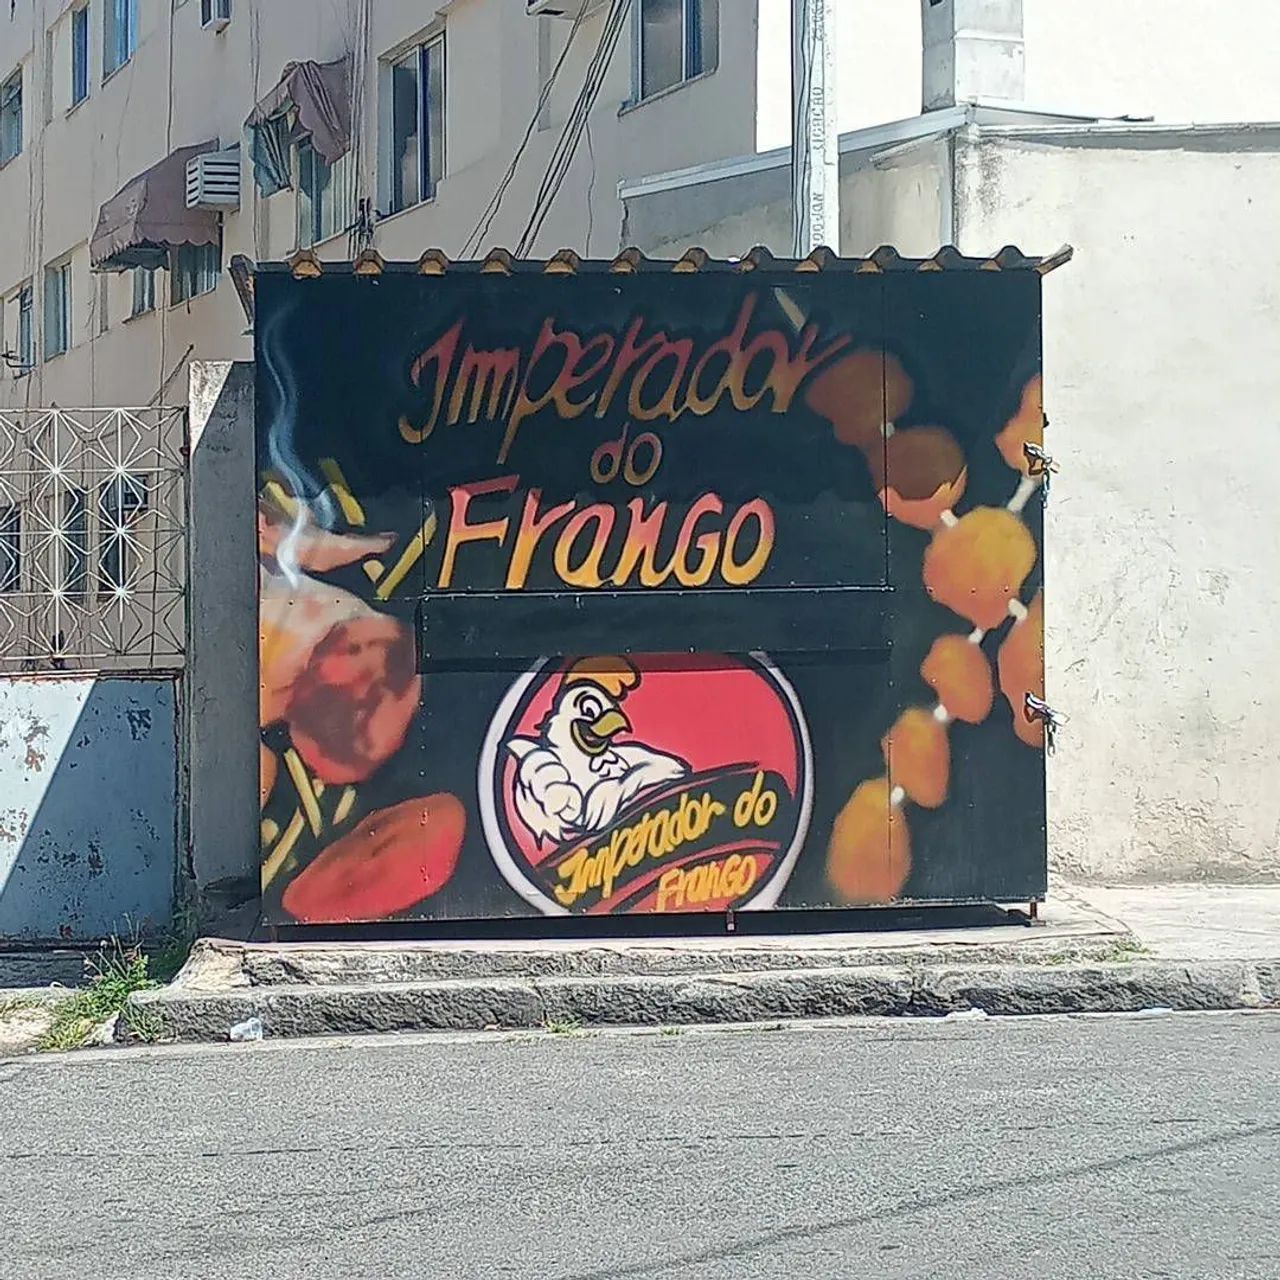 Imperador
do
Frango
Imperador do
Frango